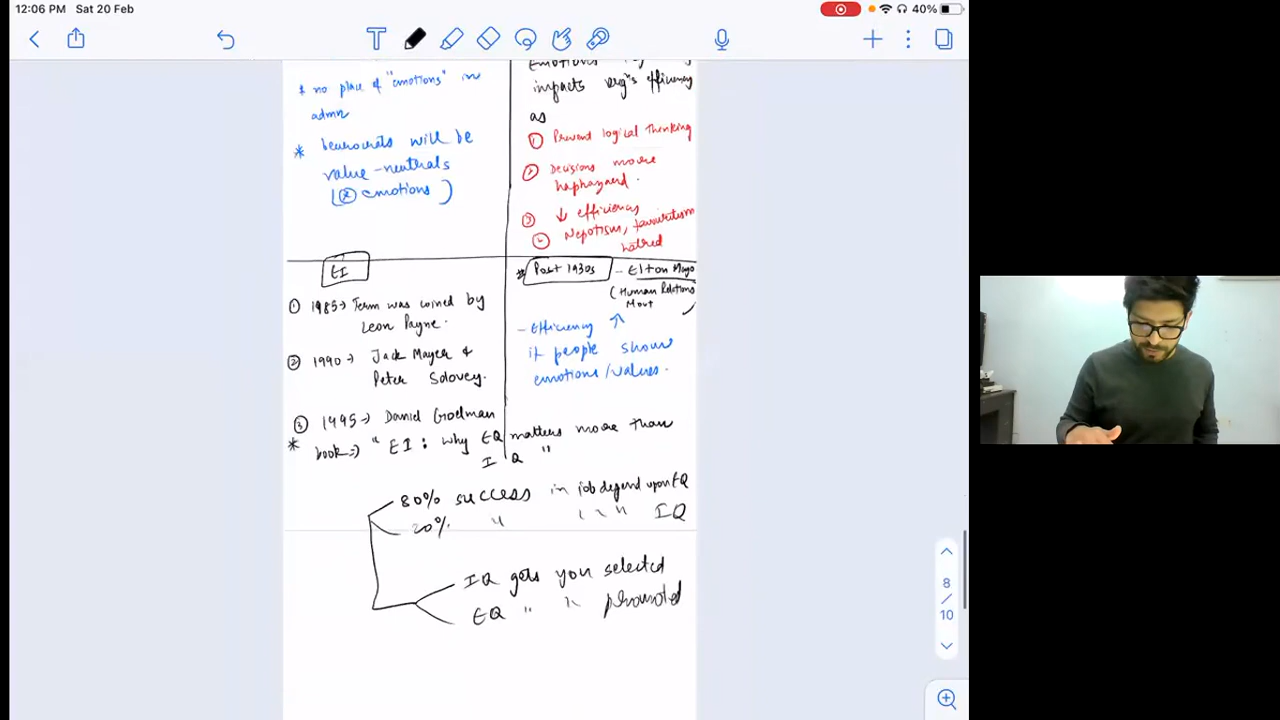 12:06 PM Sat 20 Feb
40%
* no place of "emotions" in
admn
* beurocrats will be
value-neutrals
(⊗ emotions)
impacts org's efficiency
as
① Prevent logical thinking
② Decisions more
haphazard.
③ ↓ efficiency
④ Nepotism, favouritism
hatred
EI
① 1985→ Term was coined by
Leon Payne.
② 1990→ Jack Mayer &
Peter Solovey.
③ 1995→ Daniel Goelman
* book⇒ "EI: why EQ matters more than
IQ"
* Post 1930s - Elton Mayo
(Human Relations
Movt
- Efficiency ↑
if people show
emotions/values.
80% success in job depend upon EQ
20% " " " " IQ
IQ gets you selected
EQ " " promoted
8
/
10